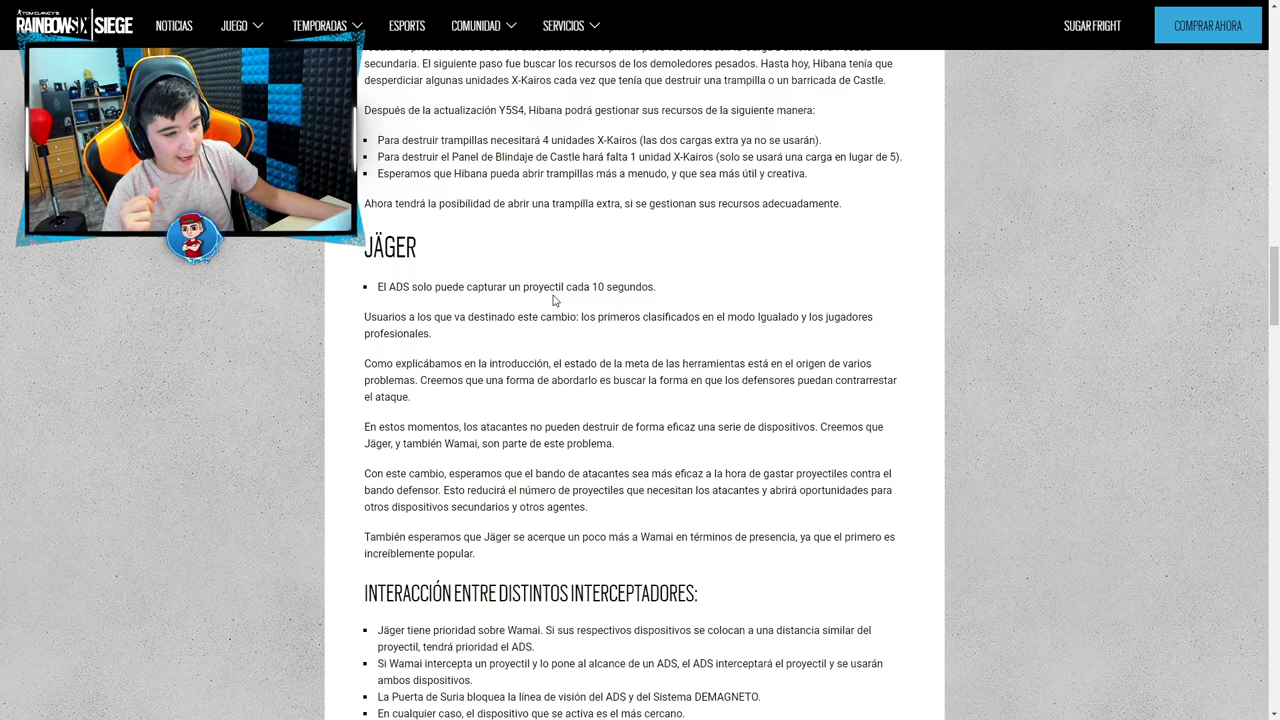 TOM CLANCY'S
RAINBOWSIX SIEGE
NOTICIAS
JUEGO
TEMPORADAS
ESPORTS
COMUNIDAD
SERVICIOS
SUGAR FRIGHT
COMPRAR AHORA
secundaria. El siguiente paso fue buscar los recursos de los demoledores pesados. Hasta hoy, Hibana tenía que
desperdiciar algunas unidades X-Kairos cada vez que tenía que destruir una trampilla o un barricada de Castle.
Después de la actualización Y5S4, Hibana podrá gestionar sus recursos de la siguiente manera:
Para destruir trampillas necesitará 4 unidades X-Kairos (las dos cargas extra ya no se usarán).
Para destruir el Panel de Blindaje de Castle hará falta 1 unidad X-Kairos (solo se usará una carga en lugar de 5).
Esperamos que Hibana pueda abrir trampillas más a menudo, y que sea más útil y creativa.
Ahora tendrá la posibilidad de abrir una trampilla extra, si se gestionan sus recursos adecuadamente.
JÄGER
El ADS solo puede capturar un proyectil cada 10 segundos.
Usuarios a los que va destinado este cambio: los primeros clasificados en el modo Igualado y los jugadores
profesionales.
Como explicábamos en la introducción, el estado de la meta de las herramientas está en el origen de varios
problemas. Creemos que una forma de abordarlo es buscar la forma en que los defensores puedan contrarrestar
el ataque.
En estos momentos, los atacantes no pueden destruir de forma eficaz una serie de dispositivos. Creemos que
Jäger, y también Wamai, son parte de este problema.
Con este cambio, esperamos que el bando de atacantes sea más eficaz a la hora de gastar proyectiles contra el
bando defensor. Esto reducirá el número de proyectiles que necesitan los atacantes y abrirá oportunidades para
otros dispositivos secundarios y otros agentes.
También esperamos que Jäger se acerque un poco más a Wamai en términos de presencia, ya que el primero es
increíblemente popular.
INTERACCIÓN ENTRE DISTINTOS INTERCEPTADORES:
Jäger tiene prioridad sobre Wamai. Si sus respectivos dispositivos se colocan a una distancia similar del
proyectil, tendrá prioridad el ADS.
Si Wamai intercepta un proyectil y lo pone al alcance de un ADS, el ADS interceptará el proyectil y se usarán
ambos dispositivos.
La Puerta de Suria bloquea la línea de visión del ADS y del Sistema DEMAGNETO.
En cualquier caso, el dispositivo que se activa es el más cercano.